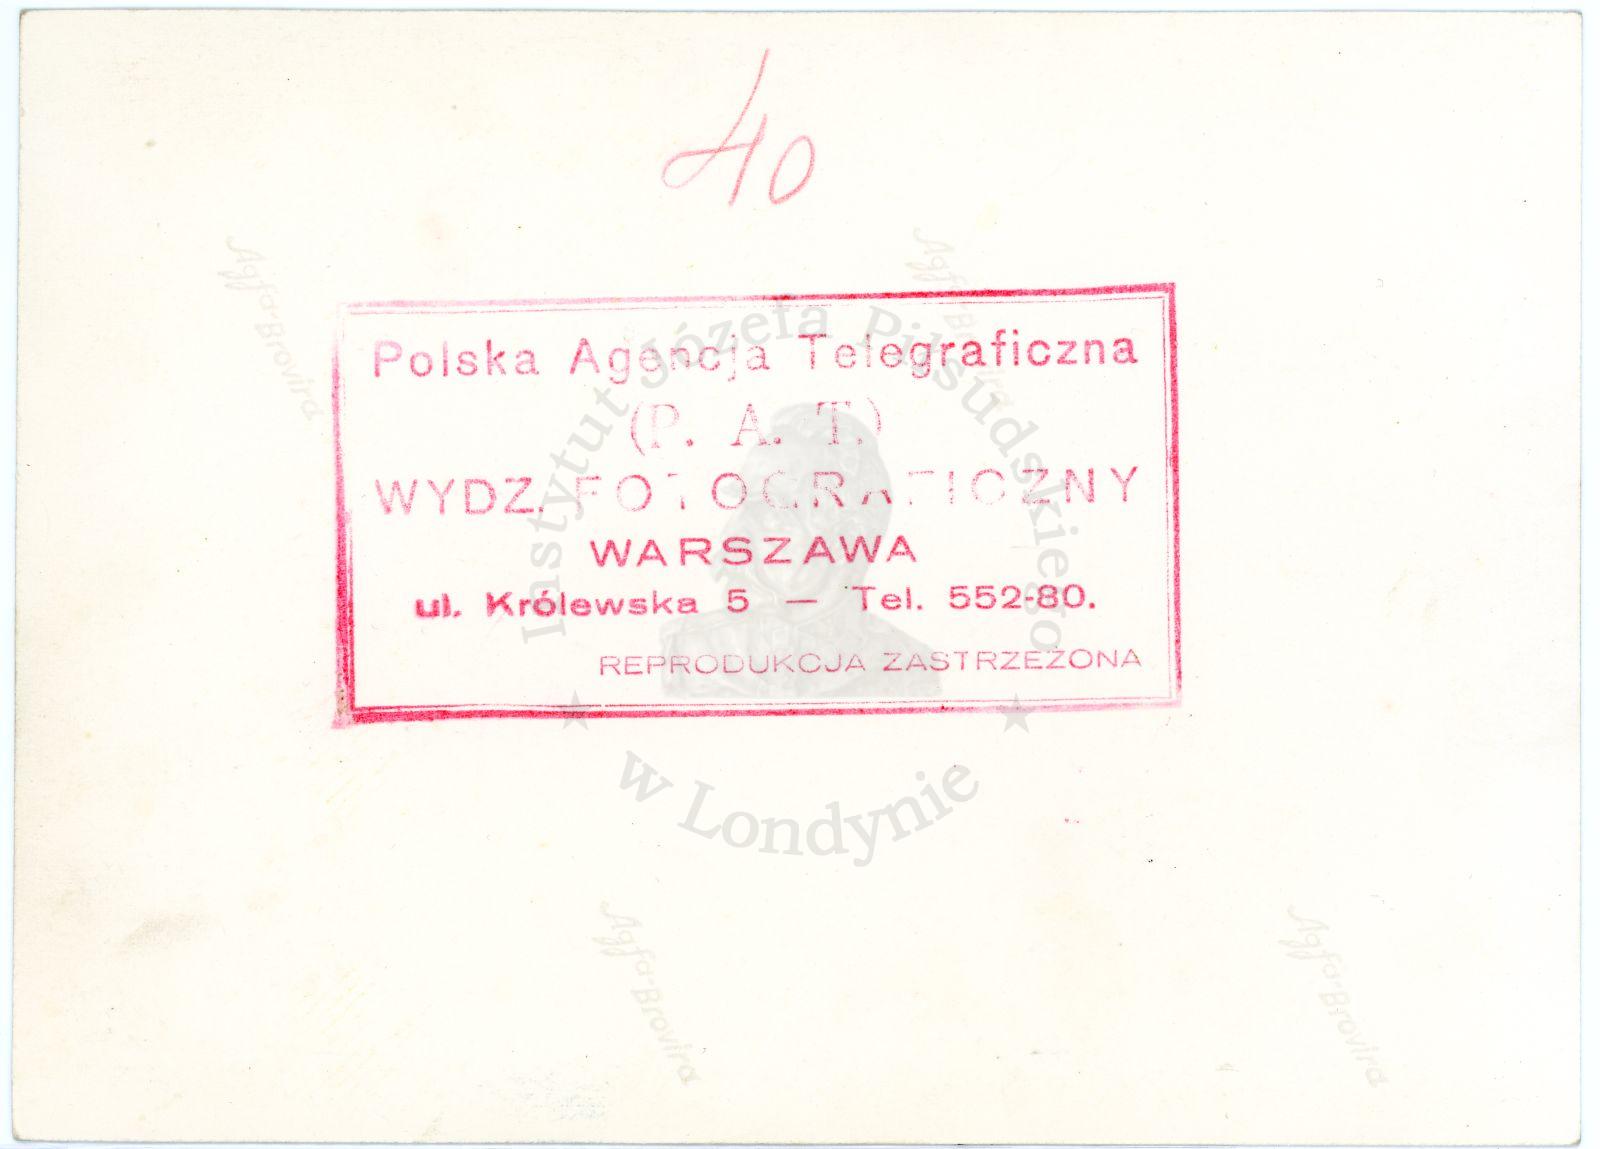 40
Polska Agencja Telegraficzna
(P. A. T.)
WYDZ. FOTOGRAFICZNY
WARSZAWA
ul. Królewska 5 — Tel. 552-80.
REPRODUKCJA ZASTRZEŻONA
Instytut Józefa Piłsudskiego
w Londynie
Agfa-Brovira
Agfa-Brovira
Agfa-Brovira
Agfa-Brovira